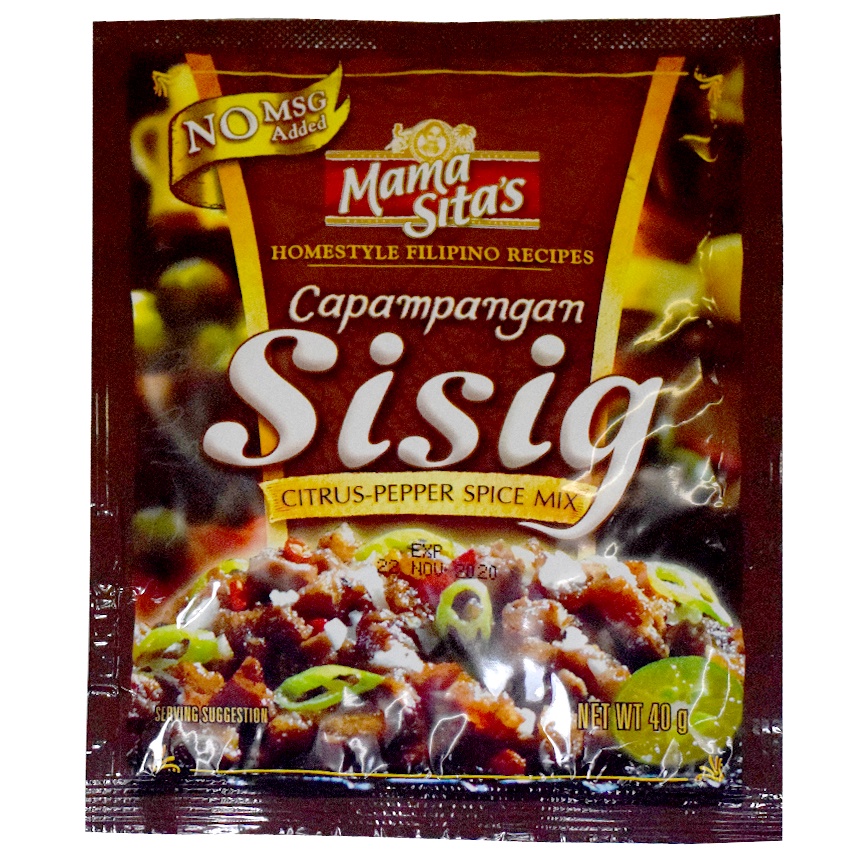 NO MSG
Added
Mama
Sita's
HOMESTYLE FILIPINO RECIPES
Capampangan
Sisig
CITRUS-PEPPER SPICE MIX
EXP
22 NOV 2020
SERVING SUGGESTION
NET WT 40 g